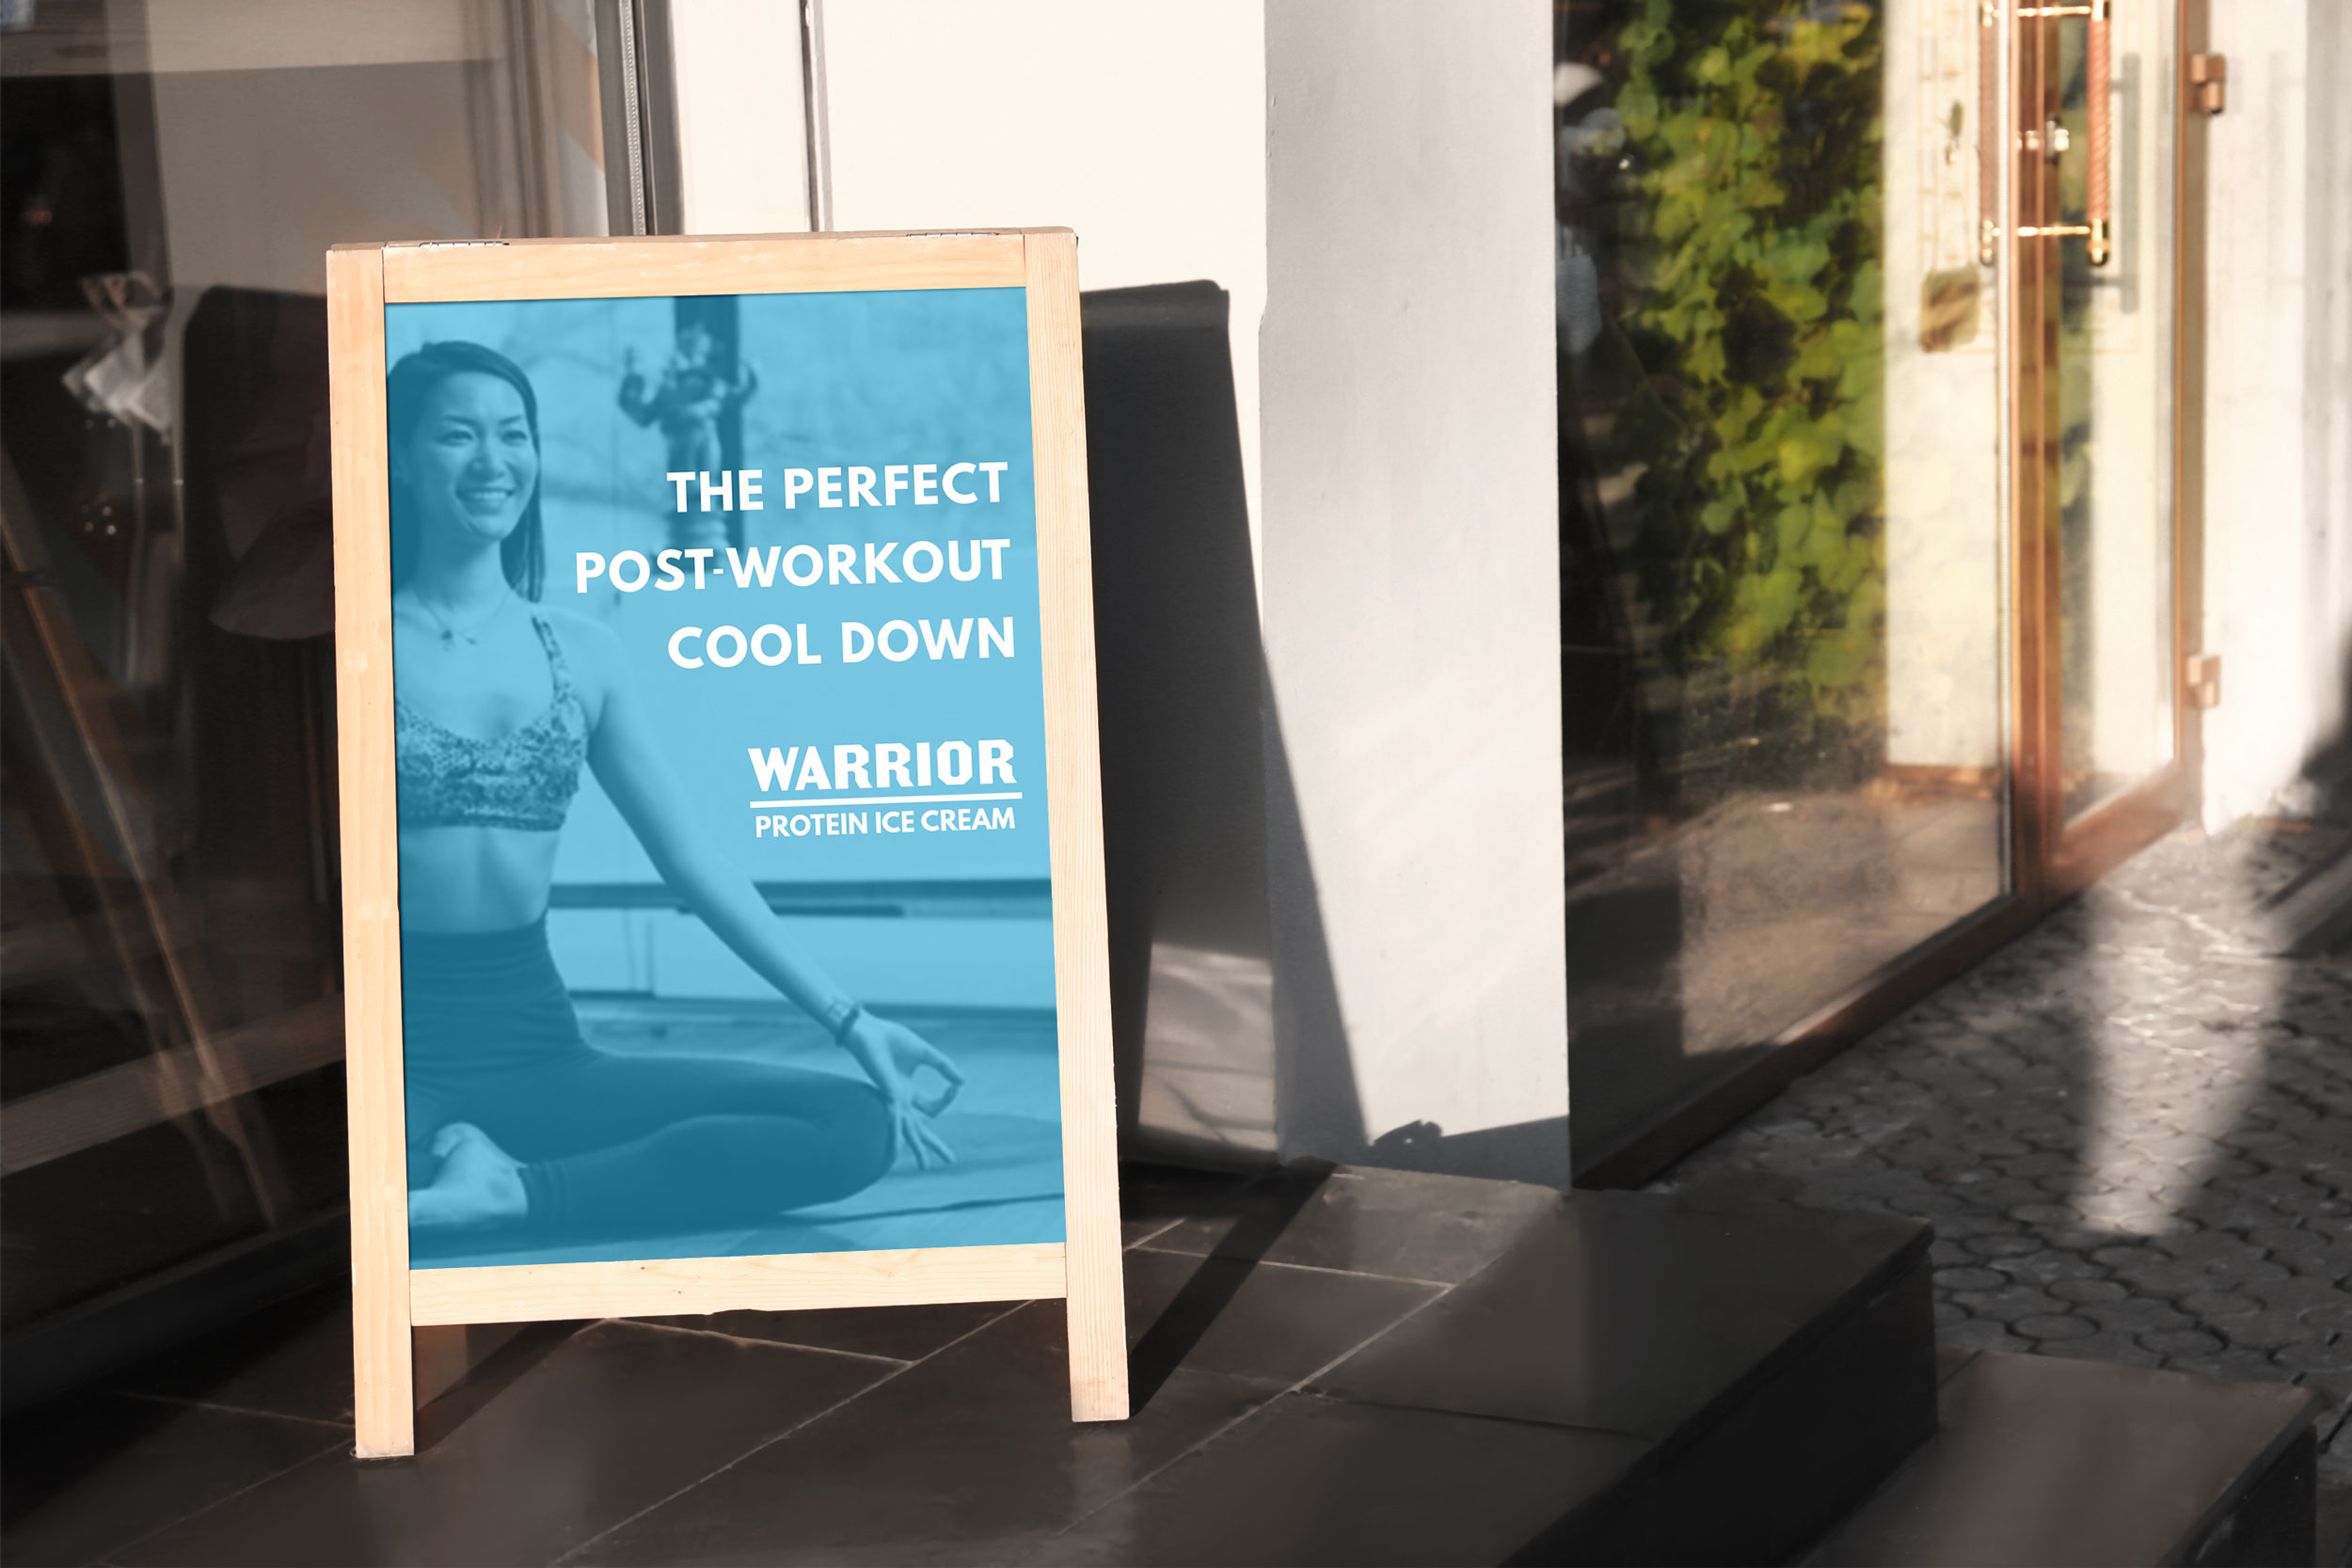 THE PERFECT
POST-WORKOUT
COOL DOWN
WARRIOR
PROTEIN ICE CREAM